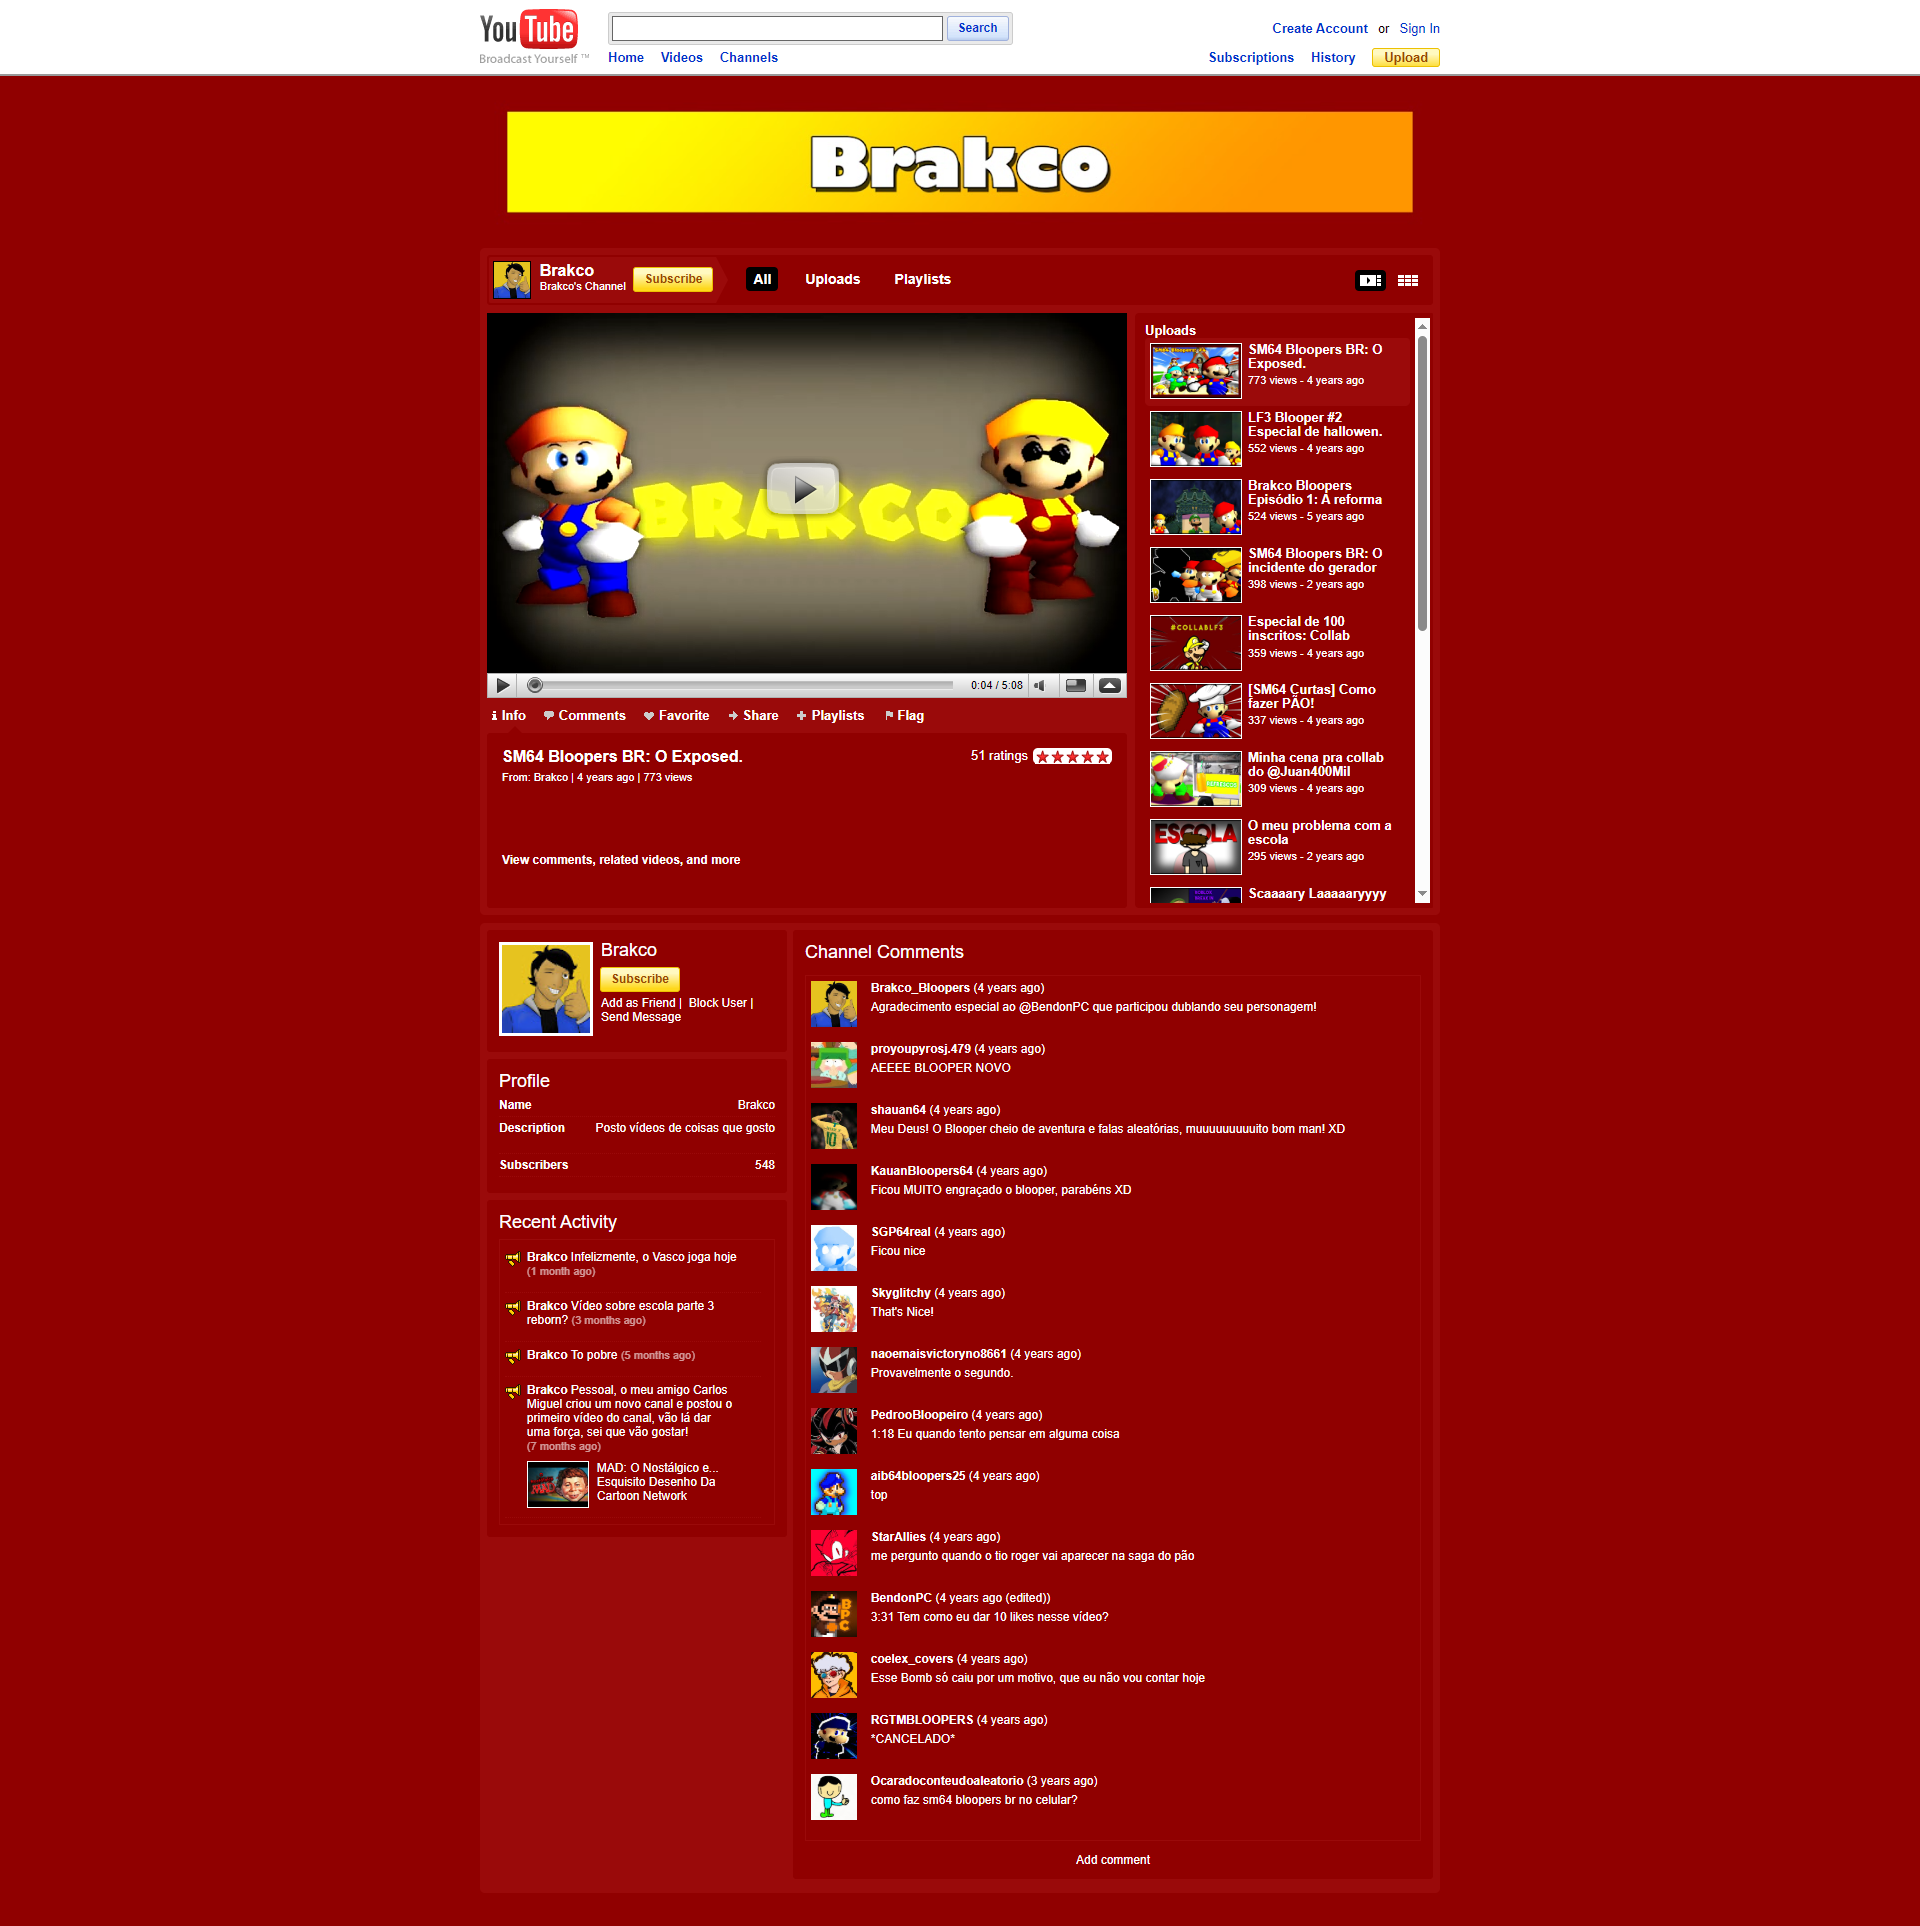 You Tube
Broadcast Yourself ™
Search
Create Account or Sign In
Home Videos Channels
Subscriptions History Upload
Brakco
Brakco
Brakco's Channel
Subscribe
All Uploads Playlists
BRAKCO
0:04 / 5:08
Info Comments Favorite Share Playlists Flag
SM64 Bloopers BR: O Exposed.
51 ratings
From: Brakco | 4 years ago | 773 views
View comments, related videos, and more
Uploads
SM64 Bloopers BR: O
Exposed.
773 views - 4 years ago
LF3 Blooper #2
Especial de hallowen.
552 views - 4 years ago
Brakco Bloopers
Episódio 1: A reforma
524 views - 5 years ago
SM64 Bloopers BR: O
incidente do gerador
398 views - 2 years ago
#COLLABLF3
Especial de 100
inscritos: Collab
359 views - 4 years ago
[SM64 Curtas] Como
fazer PÃO!
337 views - 4 years ago
Minha cena pra collab
do @Juan400Mil
309 views - 4 years ago
ESCOLA
O meu problema com a
escola
295 views - 2 years ago
Scaaaary Laaaaaryyyy
Brakco
Subscribe
Add as Friend | Block User |
Send Message
Profile
Name Brakco
Description Posto vídeos de coisas que gosto
Subscribers 548
Recent Activity
Brakco Infelizmente, o Vasco joga hoje
(1 month ago)
Brakco Vídeo sobre escola parte 3
reborn? (3 months ago)
Brakco To pobre (5 months ago)
Brakco Pessoal, o meu amigo Carlos
Miguel criou um novo canal e postou o
primeiro vídeo do canal, vão lá dar
uma força, sei que vão gostar!
(7 months ago)
MAD: O Nostálgico e...
Esquisito Desenho Da
Cartoon Network
Channel Comments
Brakco_Bloopers (4 years ago)
Agradecimento especial ao @BendonPC que participou dublando seu personagem!
proyoupyrosj.479 (4 years ago)
AEEEE BLOOPER NOVO
shauan64 (4 years ago)
Meu Deus! O Blooper cheio de aventura e falas aleatórias, muuuuuuuuuito bom man! XD
10
KauanBloopers64 (4 years ago)
Ficou MUITO engraçado o blooper, parabéns XD
SGP64real (4 years ago)
Ficou nice
Skyglitchy (4 years ago)
That's Nice!
naoemaisvictoryno8661 (4 years ago)
Provavelmente o segundo.
PedrooBloopeiro (4 years ago)
1:18 Eu quando tento pensar em alguma coisa
aib64bloopers25 (4 years ago)
top
StarAllies (4 years ago)
me pergunto quando o tio roger vai aparecer na saga do pão
BPC
BendonPC (4 years ago (edited))
3:31 Tem como eu dar 10 likes nesse vídeo?
coelex_covers (4 years ago)
Esse Bomb só caiu por um motivo, que eu não vou contar hoje
RGTMBLOOPERS (4 years ago)
*CANCELADO*
Ocaradoconteudoaleatorio (3 years ago)
como faz sm64 bloopers br no celular?
Add comment